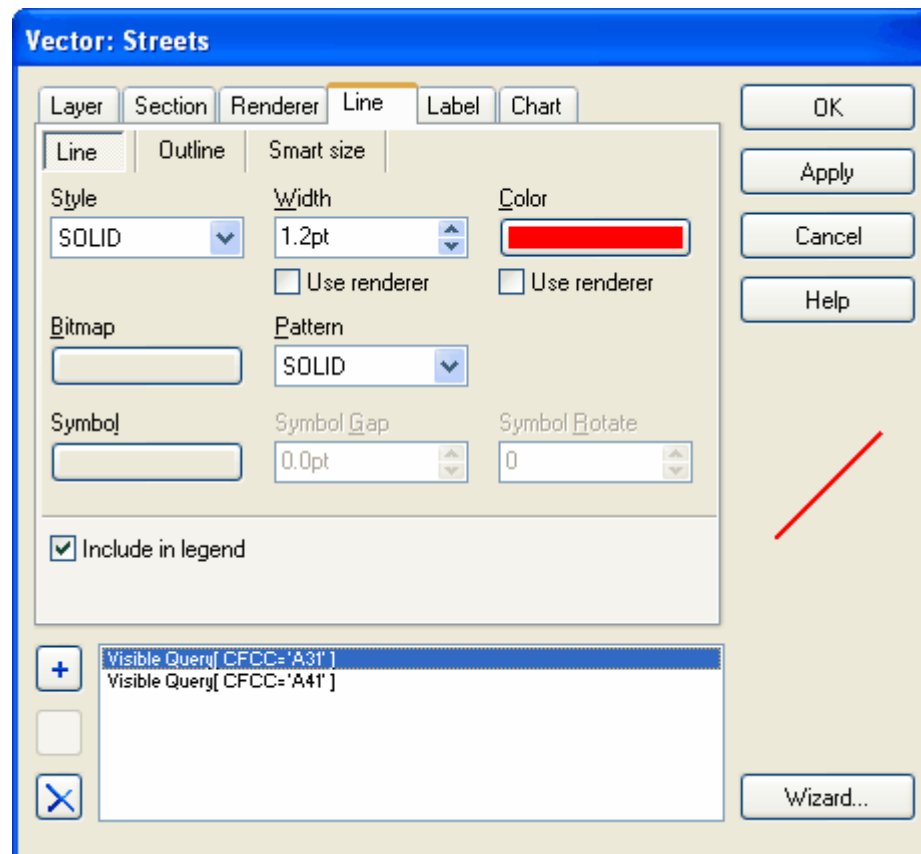 Vector: Streets
Layer Section Renderer Line Label Chart
OK
Line Outline Smart size
Apply
Style Width Color
SOLID 1.2pt
Cancel
Use renderer Use renderer
Help
Bitmap Pattern
SOLID
Symbol Symbol Gap Symbol Rotate
0.0pt 0
Include in legend
+
Visible Query[ CFCC='A31' ]
Visible Query[ CFCC='A41' ]
Wizard...